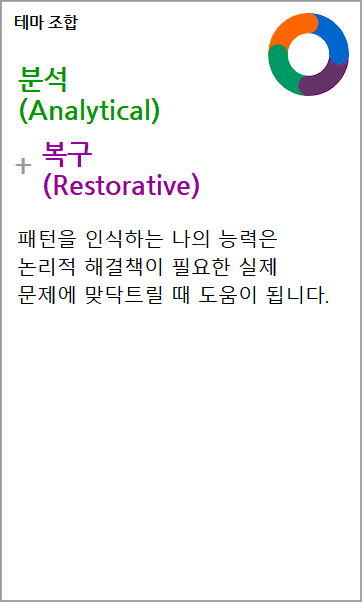 테마 조합
분석
(Analytical)
+ 복구
(Restorative)
패턴을 인식하는 나의 능력은
논리적 해결책이 필요한 실제
문제에 맞닥트릴 때 도움이 됩니다.